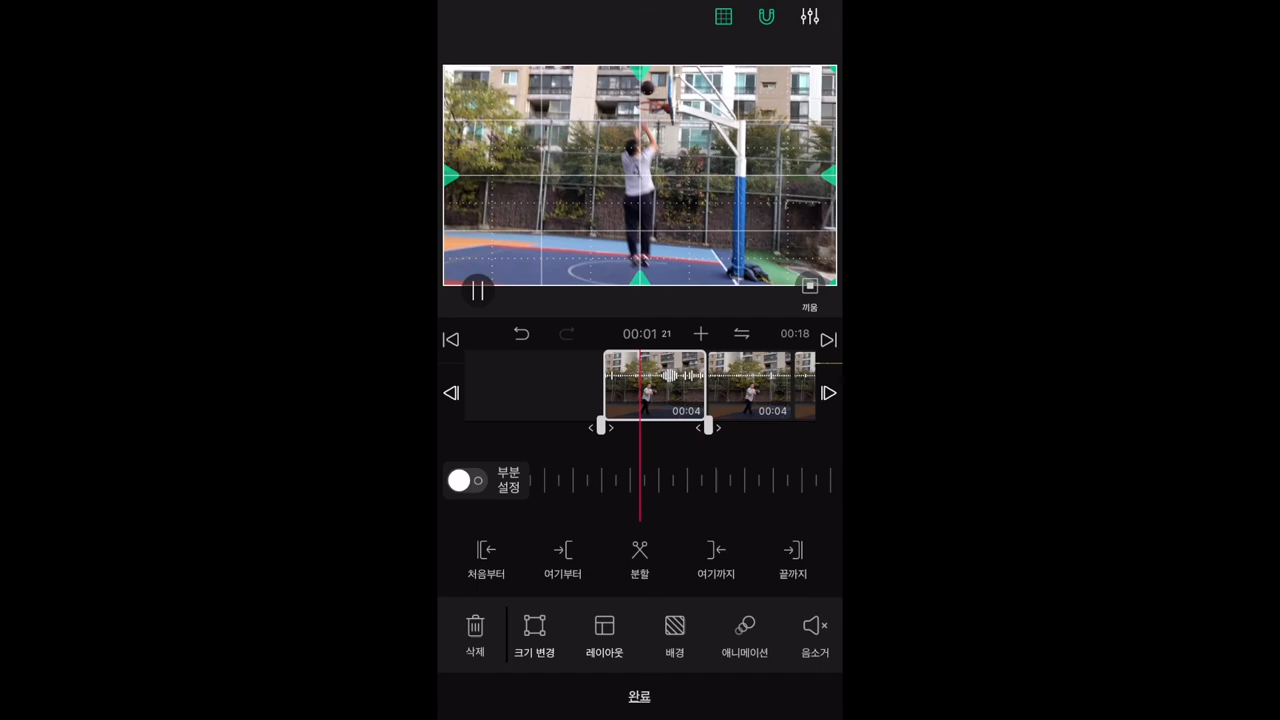 끼움
00:01 21
00:18
00:04
00:04
부분
설정
처음부터
여기부터
분할
여기까지
끝까지
삭제
크기 변경
레이아웃
배경
애니메이션
음소거
완료